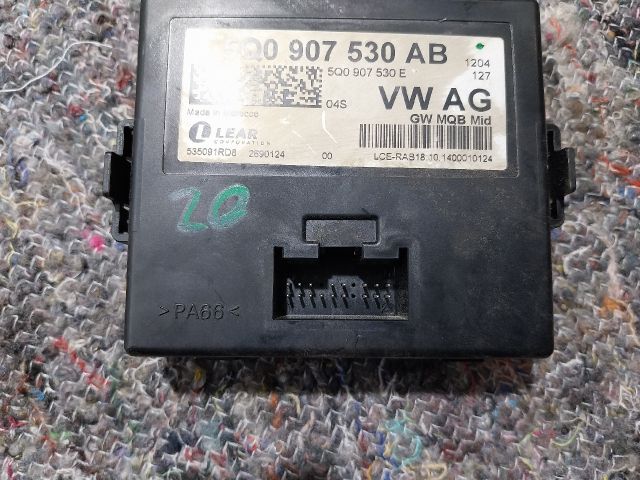 5Q0 907 530 AB
1204
5Q0 907 530 E
127
04S
VW AG
Made in Morocco
GW MQB Mid
LEAR
CORPORATION
535091RD8 2690124 00 LCE-RAS18.10.1400010124
20
>PA66<